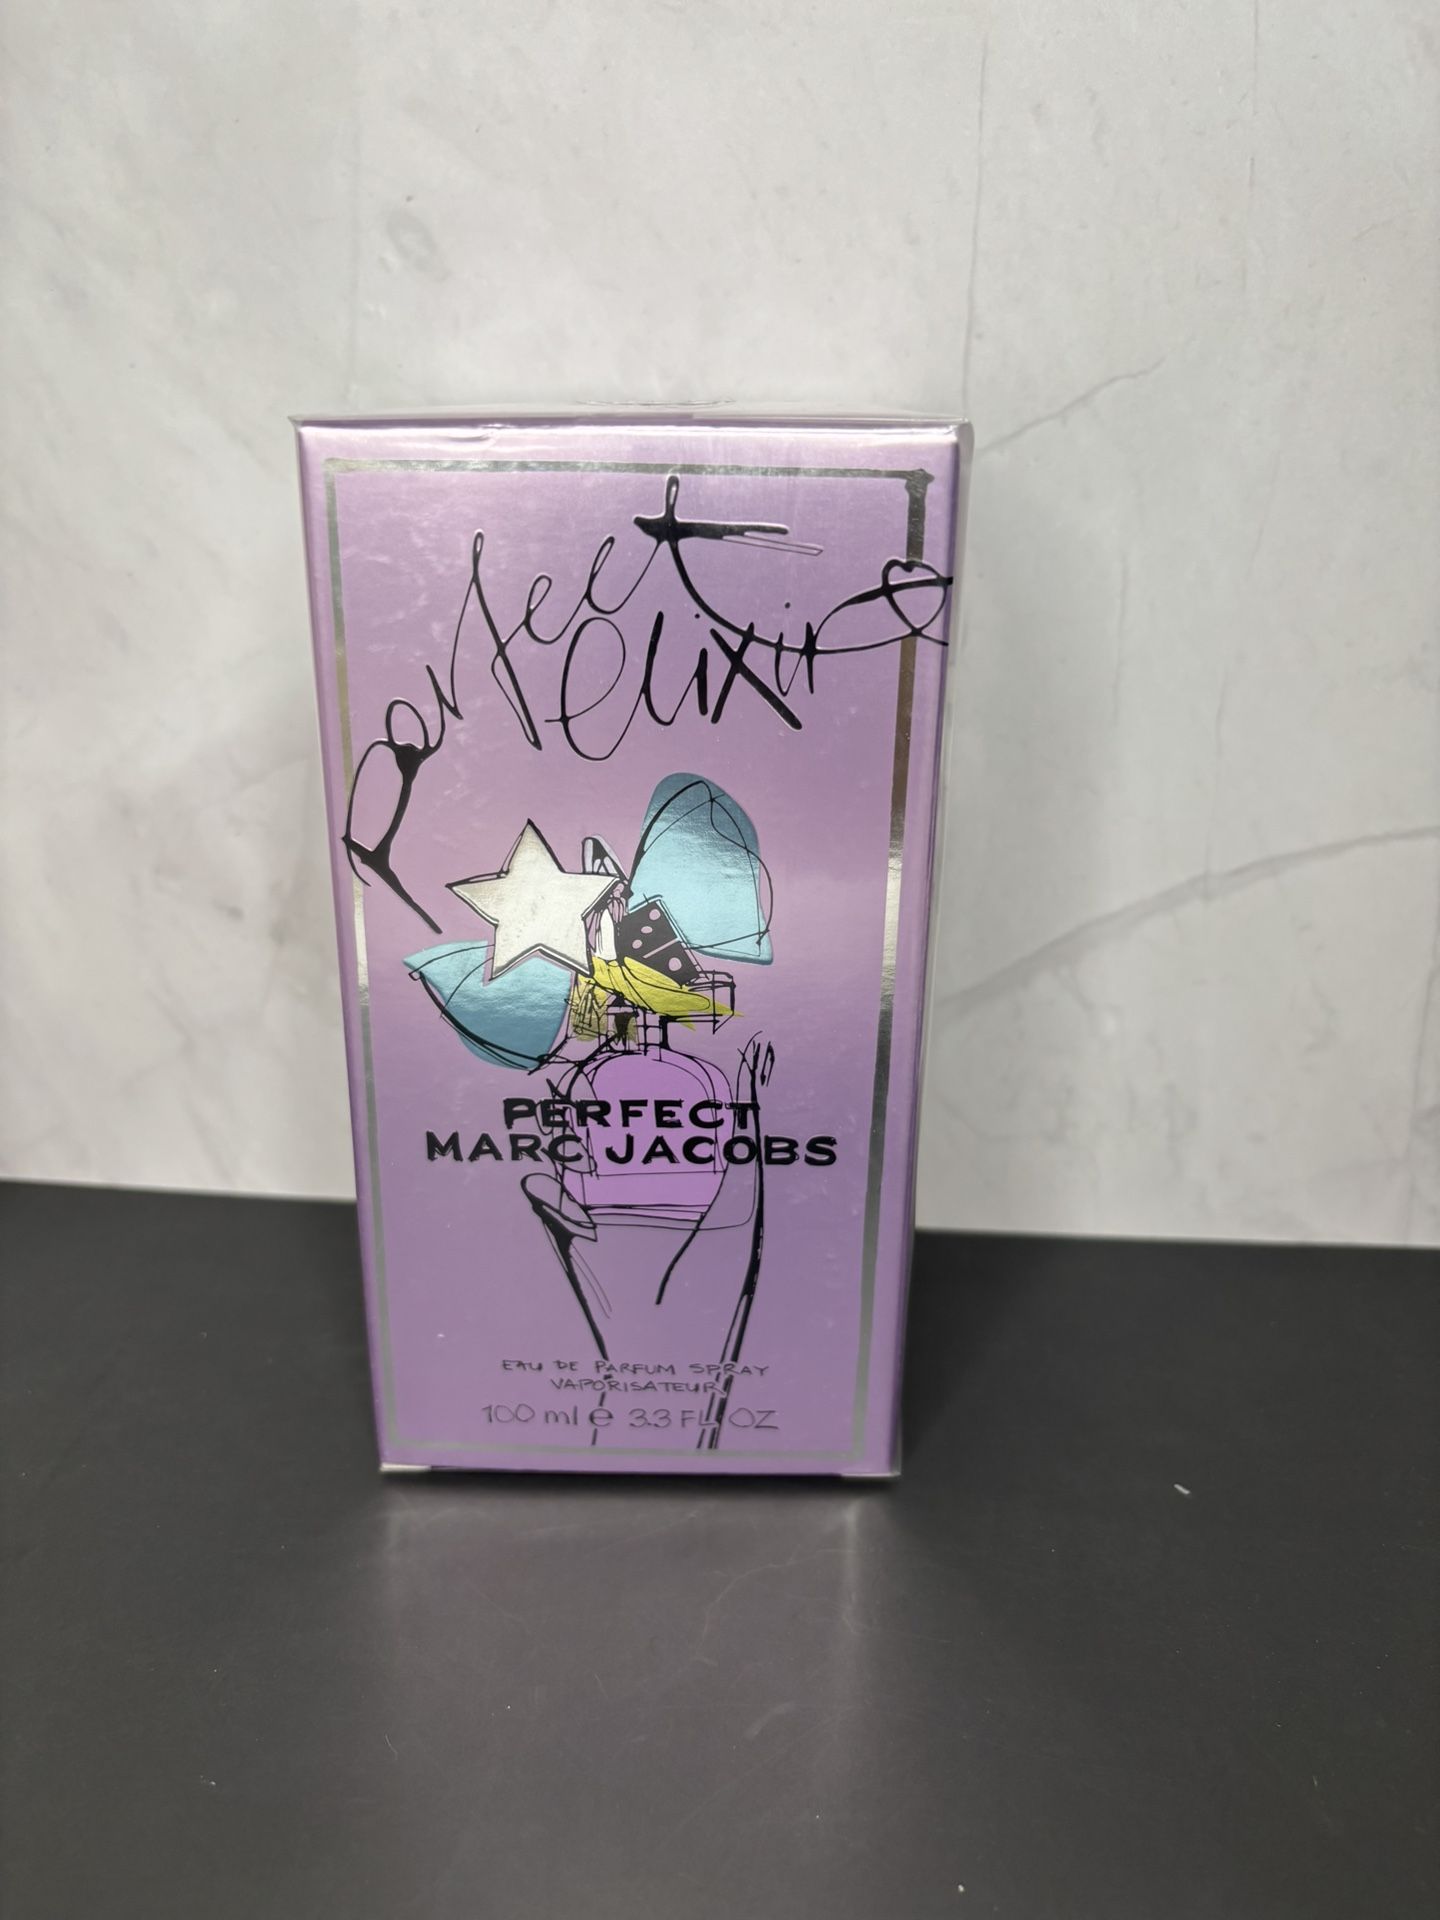 perfect
elixir
PERFECT
MARC JACOBS
EAU DE PARFUM SPRAY
VAPORISATEUR
100 ml e 3.3 FL OZ